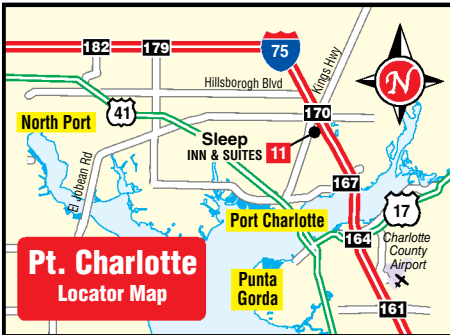 182
179
75
Kings Hwy
Hillsborogh Blvd
N
41
170
North Port
Sleep
INN & SUITES
11
El Jobean Rd
167
17
Port Charlotte
164
Charlotte
County
Airport
Pt. Charlotte
Locator Map
Punta
Gorda
161